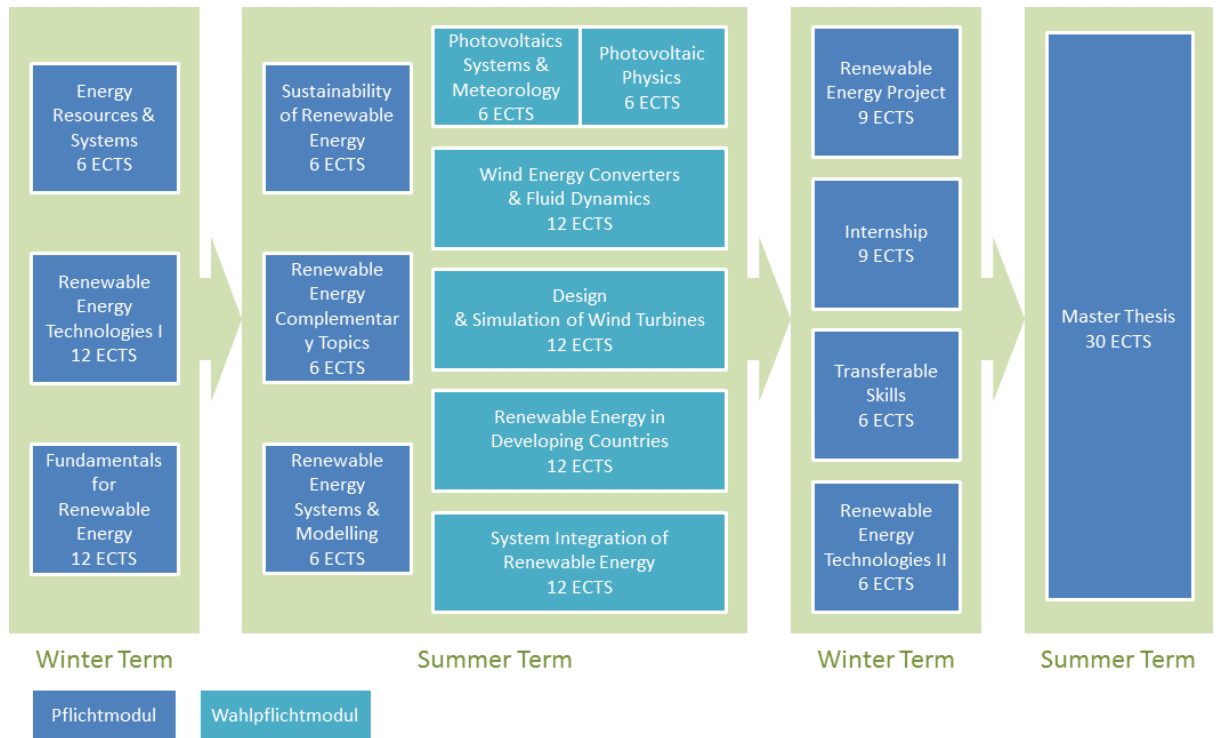 Energy
Resources &
Systems
6 ECTS
Renewable
Energy
Technologies I
12 ECTS
Fundamentals
for
Renewable
Energy
12 ECTS
Winter Term
Sustainability
of Renewable
Energy
6 ECTS
Renewable
Energy
Complementar
y Topics
6 ECTS
Renewable
Energy
Systems &
Modelling
6 ECTS
Photovoltaics
Systems &
Meteorology
6 ECTS
Photovoltaic
Physics
6 ECTS
Wind Energy Converters
& Fluid Dynamics
12 ECTS
Design
& Simulation of Wind Turbines
12 ECTS
Renewable Energy in
Developing Countries
12 ECTS
System Integration of
Renewable Energy
12 ECTS
Summer Term
Renewable
Energy Project
9 ECTS
Internship
9 ECTS
Transferable
Skills
6 ECTS
Renewable
Energy
Technologies II
6 ECTS
Winter Term
Master Thesis
30 ECTS
Summer Term
Pflichtmodul
Wahlpflichtmodul